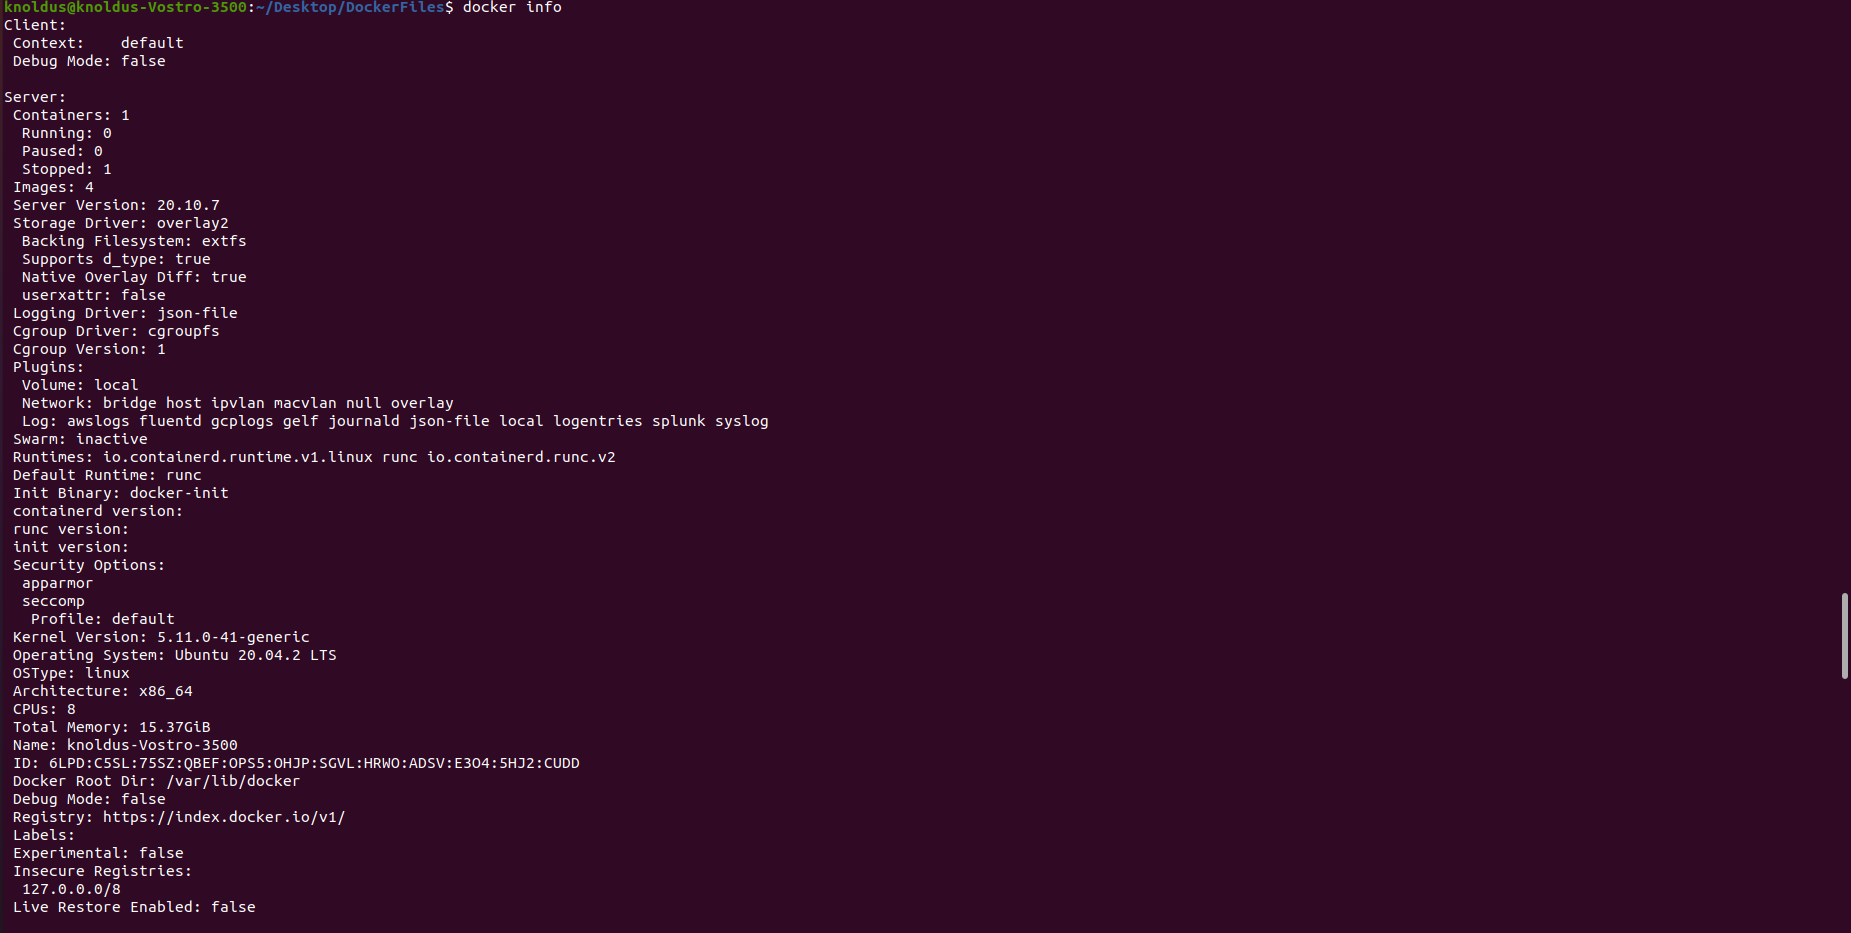 knoldus@knoldus-Vostro-3500:~/Desktop/DockerFiles$ docker info
Client:
 Context:    default
 Debug Mode: false

Server:
 Containers: 1
  Running: 0
  Paused: 0
  Stopped: 1
 Images: 4
 Server Version: 20.10.7
 Storage Driver: overlay2
  Backing Filesystem: extfs
  Supports d_type: true
  Native Overlay Diff: true
  userxattr: false
 Logging Driver: json-file
 Cgroup Driver: cgroupfs
 Cgroup Version: 1
 Plugins:
  Volume: local
  Network: bridge host ipvlan macvlan null overlay
  Log: awslogs fluentd gcplogs gelf journald json-file local logentries splunk syslog
 Swarm: inactive
 Runtimes: io.containerd.runtime.v1.linux runc io.containerd.runc.v2
 Default Runtime: runc
 Init Binary: docker-init
 containerd version:
 runc version:
 init version:
 Security Options:
  apparmor
  seccomp
   Profile: default
 Kernel Version: 5.11.0-41-generic
 Operating System: Ubuntu 20.04.2 LTS
 OSType: linux
 Architecture: x86_64
 CPUs: 8
 Total Memory: 15.37GiB
 Name: knoldus-Vostro-3500
 ID: 6LPD:C5SL:75SZ:QBEF:OPS5:OHJP:SGVL:HRWO:ADSV:E3O4:5HJ2:CUDD
 Docker Root Dir: /var/lib/docker
 Debug Mode: false
 Registry: https://index.docker.io/v1/
 Labels:
 Experimental: false
 Insecure Registries:
  127.0.0.0/8
 Live Restore Enabled: false